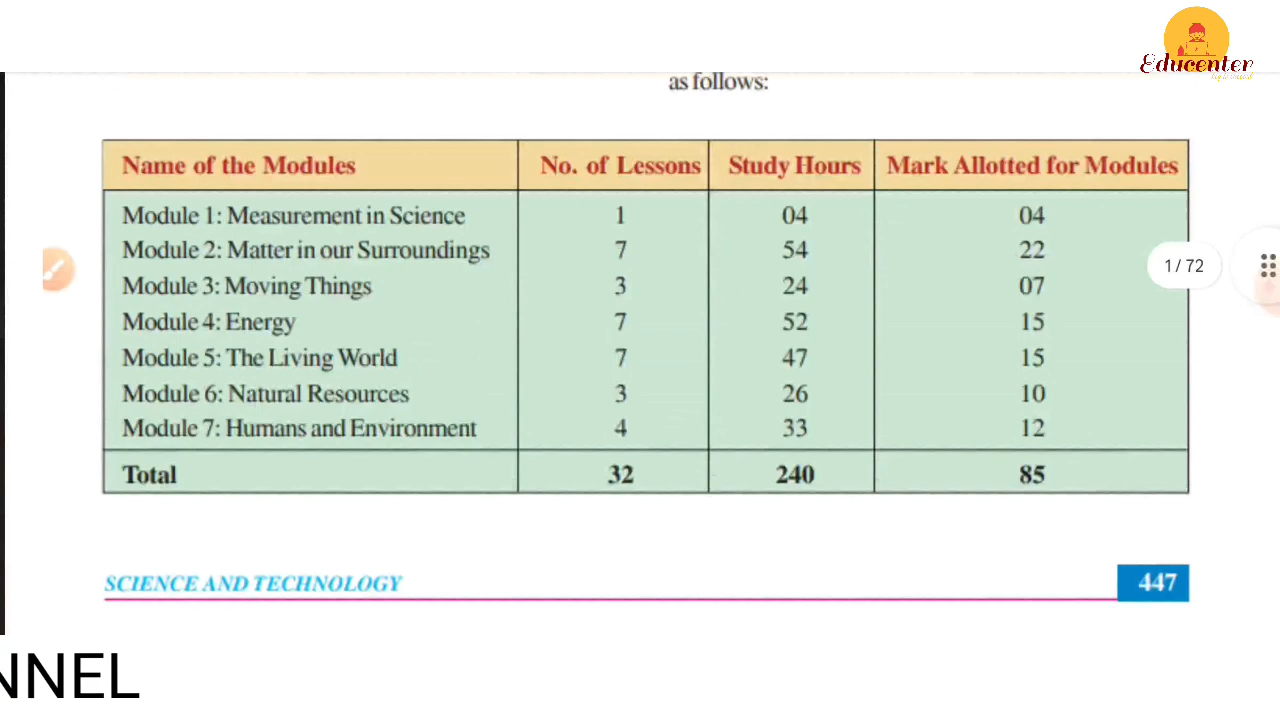 Educenter
as follows:
Name of the Modules No. of Lessons Study Hours Mark Allotted for Modules
Module 1: Measurement in Science 1 04 04
Module 2: Matter in our Surroundings 7 54 22
Module 3: Moving Things 3 24 07
Module 4: Energy 7 52 15
Module 5: The Living World 7 47 15
Module 6: Natural Resources 3 26 10
Module 7: Humans and Environment 4 33 12
Total 32 240 85
1 / 72
SCIENCE AND TECHNOLOGY 447
NNEL